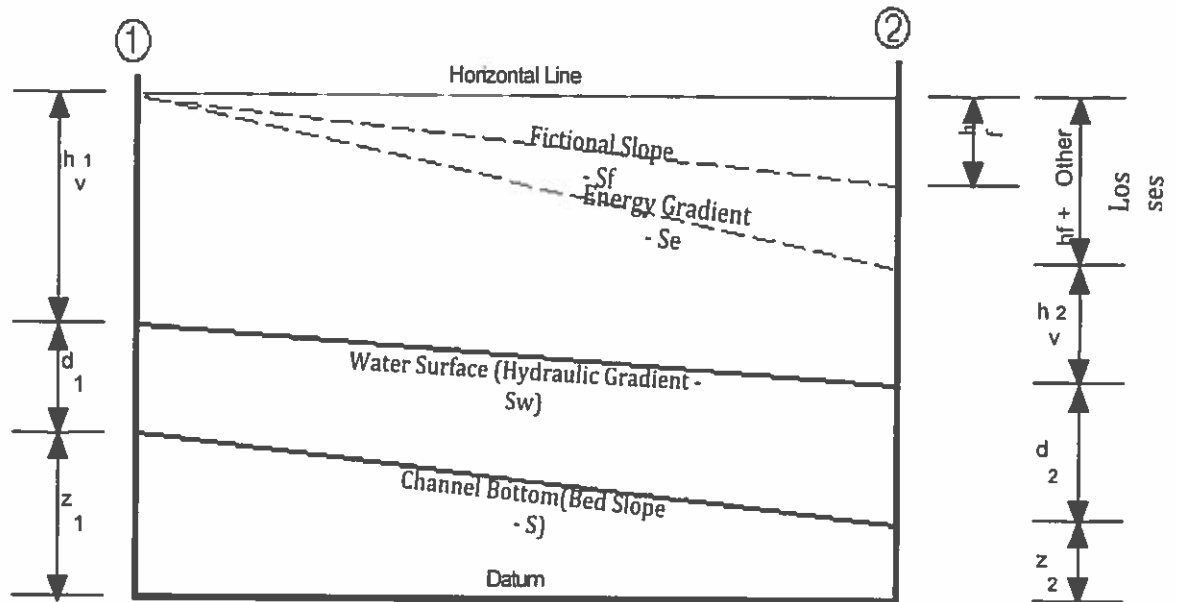 1
2
Horizontal Line
h 1
v
Fictional Slope
- Sf
h
f
hf + Other
Los
ses
Energy Gradient
- Se
h 2
v
d
1
Water Surface (Hydraulic Gradient -
Sw)
d
2
z
1
Channel Bottom(Bed Slope
- S)
z
2
Datum